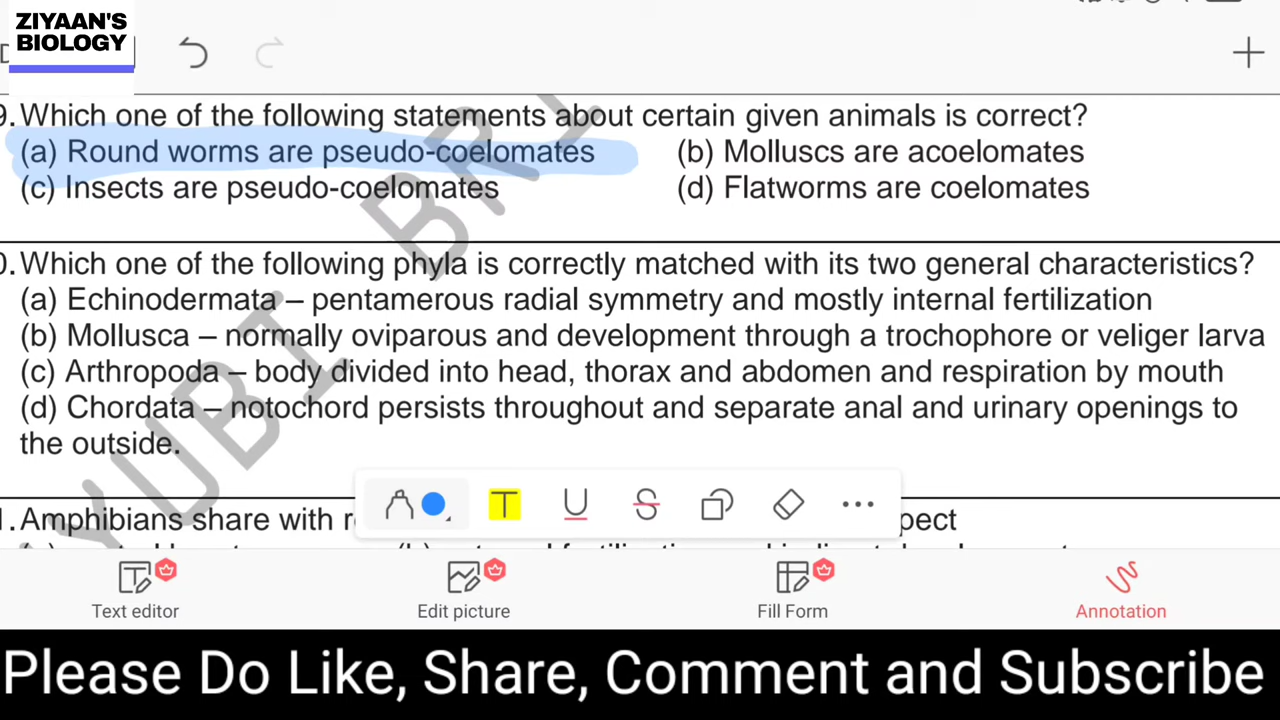 ZIYAAN'S
BIOLOGY
9. Which one of the following statements about certain given animals is correct?
(a) Round worms are pseudo-coelomates (b) Molluscs are acoelomates
(c) Insects are pseudo-coelomates (d) Flatworms are coelomates
0. Which one of the following phyla is correctly matched with its two general characteristics?
(a) Echinodermata – pentamerous radial symmetry and mostly internal fertilization
(b) Mollusca – normally oviparous and development through a trochophore or veliger larva
(c) Arthropoda – body divided into head, thorax and abdomen and respiration by mouth
(d) Chordata – notochord persists throughout and separate anal and urinary openings to
the outside.
1. Amphibians share with r pect
YUBI BRI
Text editor Edit picture Fill Form Annotation
Please Do Like, Share, Comment and Subscribe